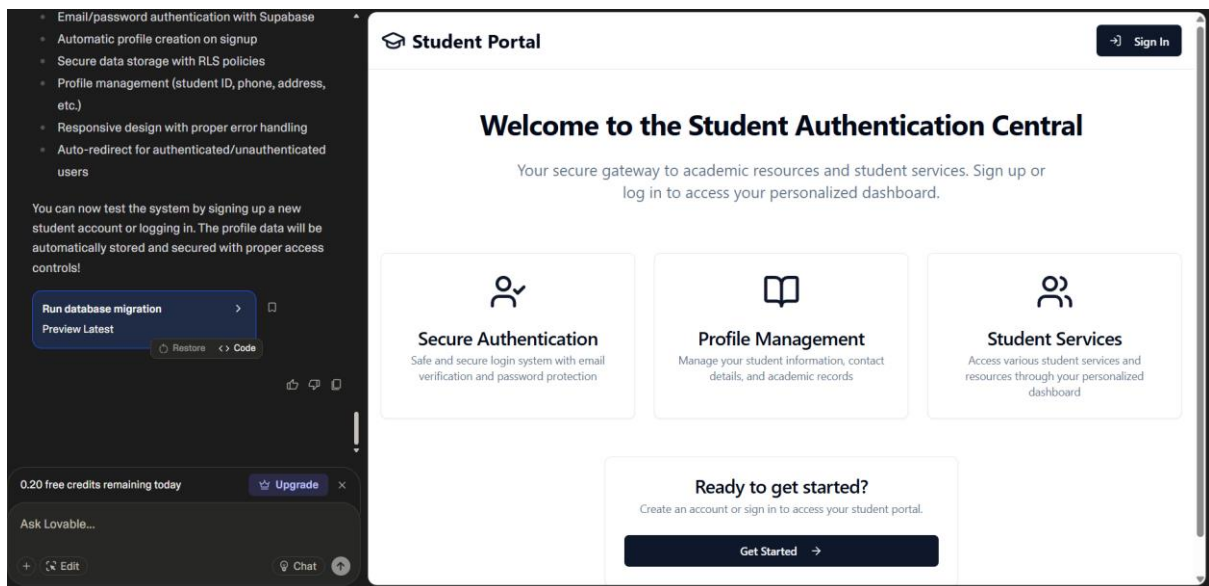 Email/password authentication with Supabase
Automatic profile creation on signup
Secure data storage with RLS policies
Profile management (student ID, phone, address,
etc.)
Responsive design with proper error handling
Auto-redirect for authenticated/unauthenticated
users
You can now test the system by signing up a new
student account or logging in. The profile data will be
automatically stored and secured with proper access
controls!
Run database migration
Preview Latest
Restore
<> Code
0.20 free credits remaining today
Upgrade
Ask Lovable...
Edit
Chat
Student Portal
Sign In
Welcome to the Student Authentication Central
Your secure gateway to academic resources and student services. Sign up or
log in to access your personalized dashboard.
Secure Authentication
Safe and secure login system with email
verification and password protection
Profile Management
Manage your student information, contact
details, and academic records
Student Services
Access various student services and
resources through your personalized
dashboard
Ready to get started?
Create an account or sign in to access your student portal.
Get Started